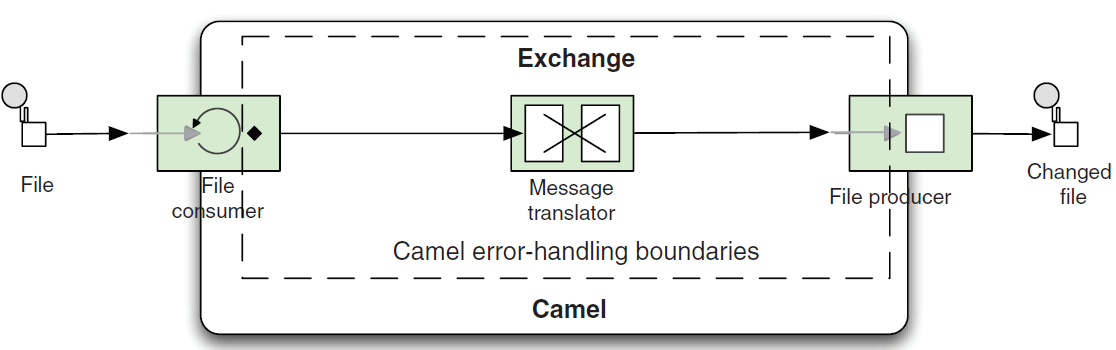 Exchange
File
File
consumer
Message
translator
File producer
Changed
file
Camel error-handling boundaries
Camel